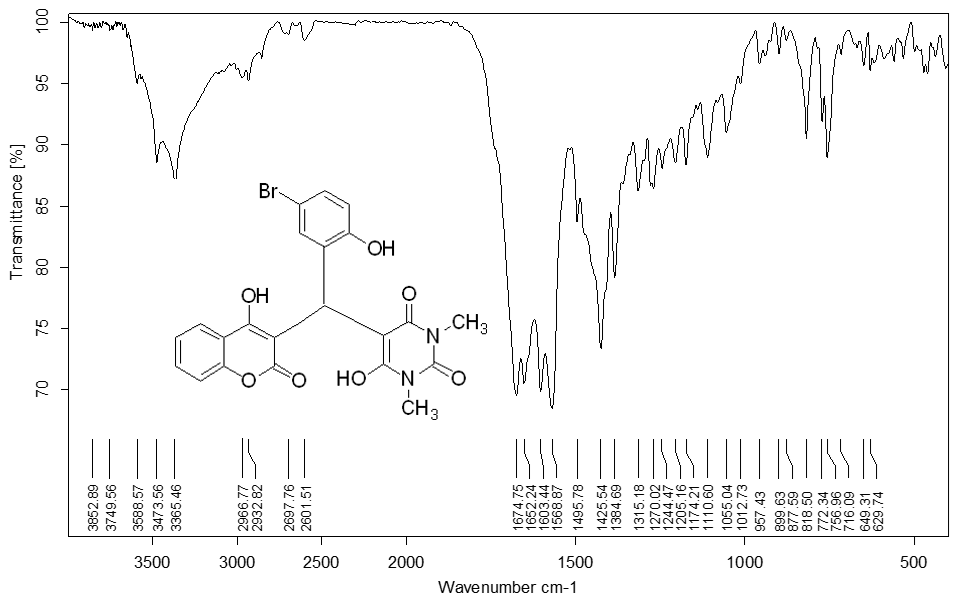 Transmittance [%]
100
95
90
85
80
75
70
Br
OH
OH
O
N
CH3
O
O
HO
N
O
CH3
3852.89
3749.56
3588.57
3473.56
3365.46
2966.77
2932.82
2697.76
2601.51
1674.75
1652.24
1603.44
1568.87
1495.78
1425.54
1384.69
1315.18
1270.02
1244.47
1205.16
1174.21
1110.60
1055.04
1012.73
957.43
899.63
877.59
818.50
772.34
756.96
716.09
649.31
629.74
3500 3000 2500 2000 1500 1000 500
Wavenumber cm-1